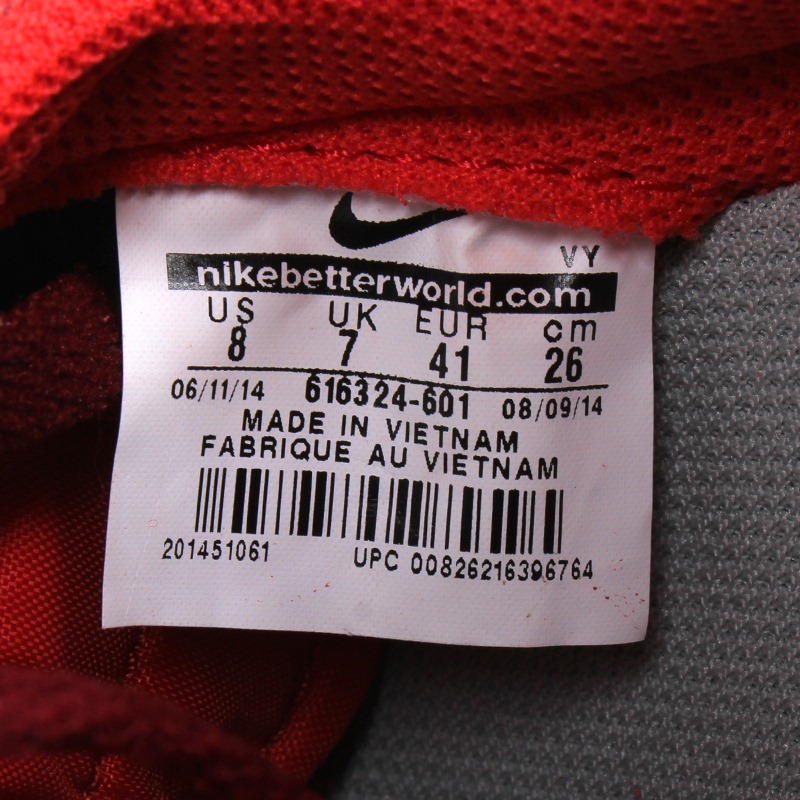 VY
nikebetterworld.com
US UK EUR cm
8 7 41 26
06/11/14 616324-601 08/09/14
MADE IN VIETNAM
FABRIQUE AU VIETNAM
201451061 UPC 00826216396764